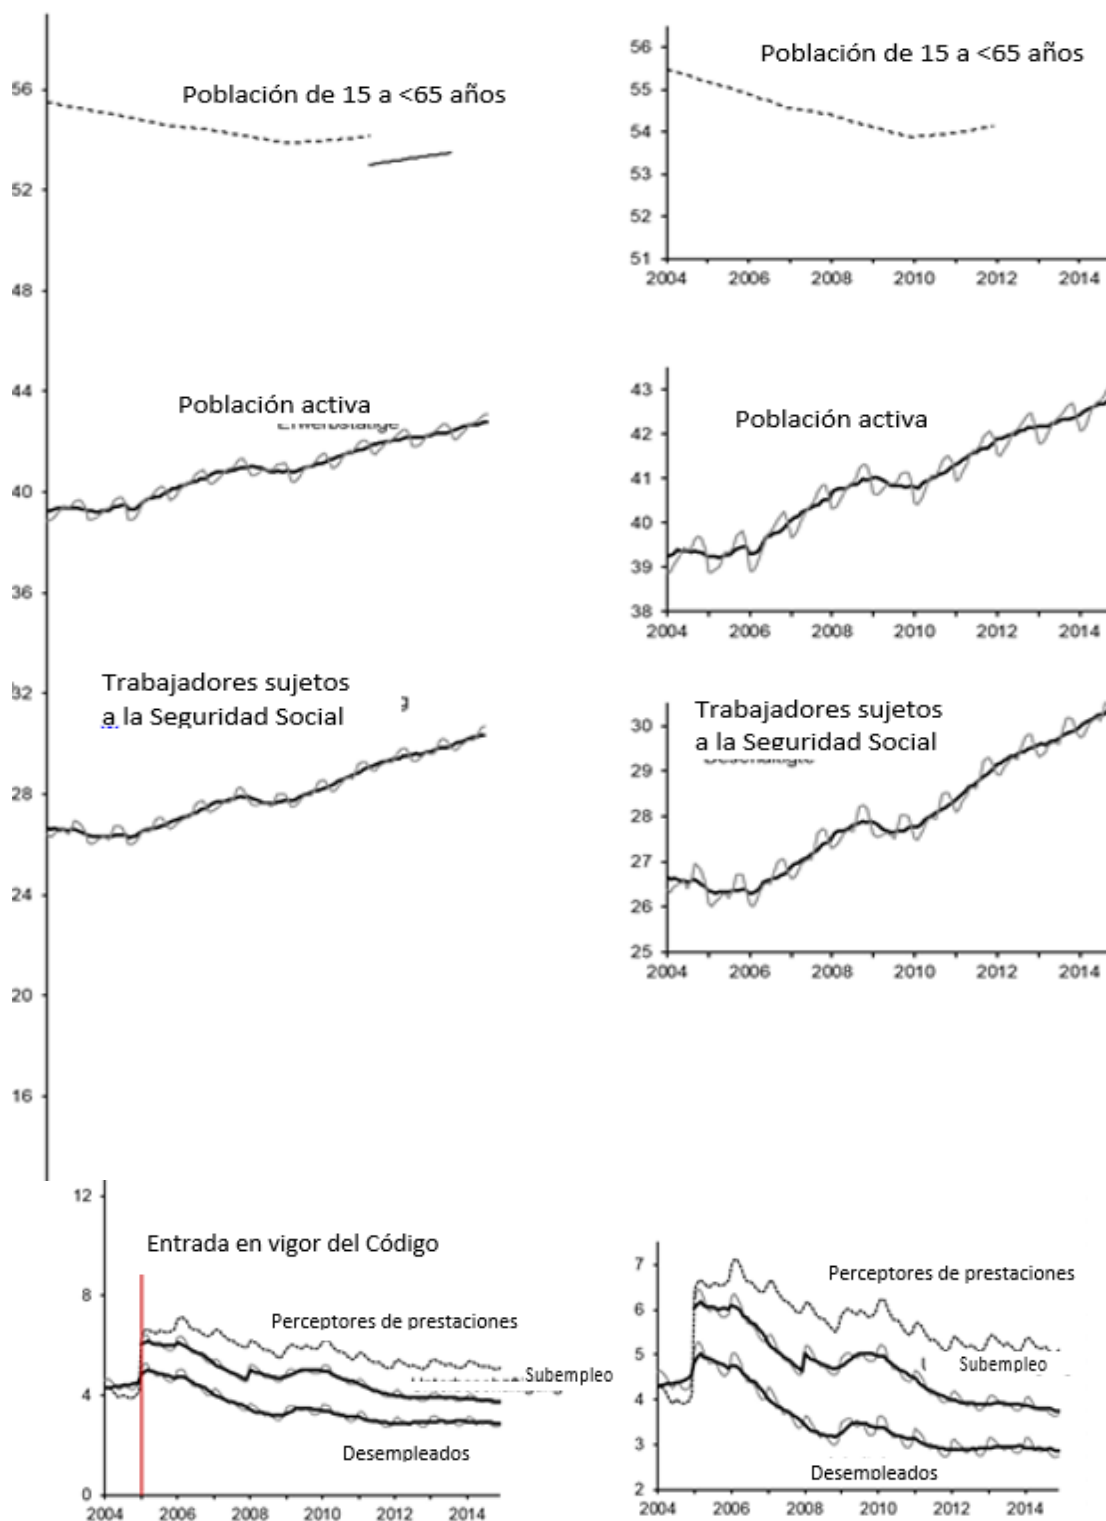 56
Población de 15 a <65 años
52
48
44
Población activa
40
36
32
Trabajadores sujetos
a la Seguridad Social
28
24
20
16
56
Población de 15 a <65 años
55
54
53
52
51
2004 2006 2008 2010 2012 2014
43
Población activa
42
41
40
39
38
2004 2006 2008 2010 2012 2014
30
Trabajadores sujetos
a la Seguridad Social
29
28
27
26
25
2004 2006 2008 2010 2012 2014
12
Entrada en vigor del Código
8
Perceptores de prestaciones
Subempleo
4
Desempleados
0
2004 2006 2008 2010 2012 2014
7
Perceptores de prestaciones
6
5
Subempleo
4
3
Desempleados
2
2004 2006 2008 2010 2012 2014